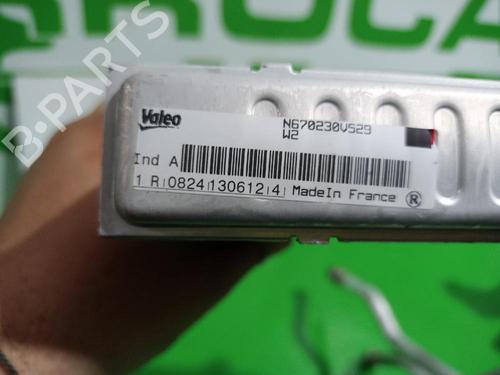 B-PARTS
Valeo
N670230V529
W2
Ind A
1 R 0824 130612 4 MadeIn France R